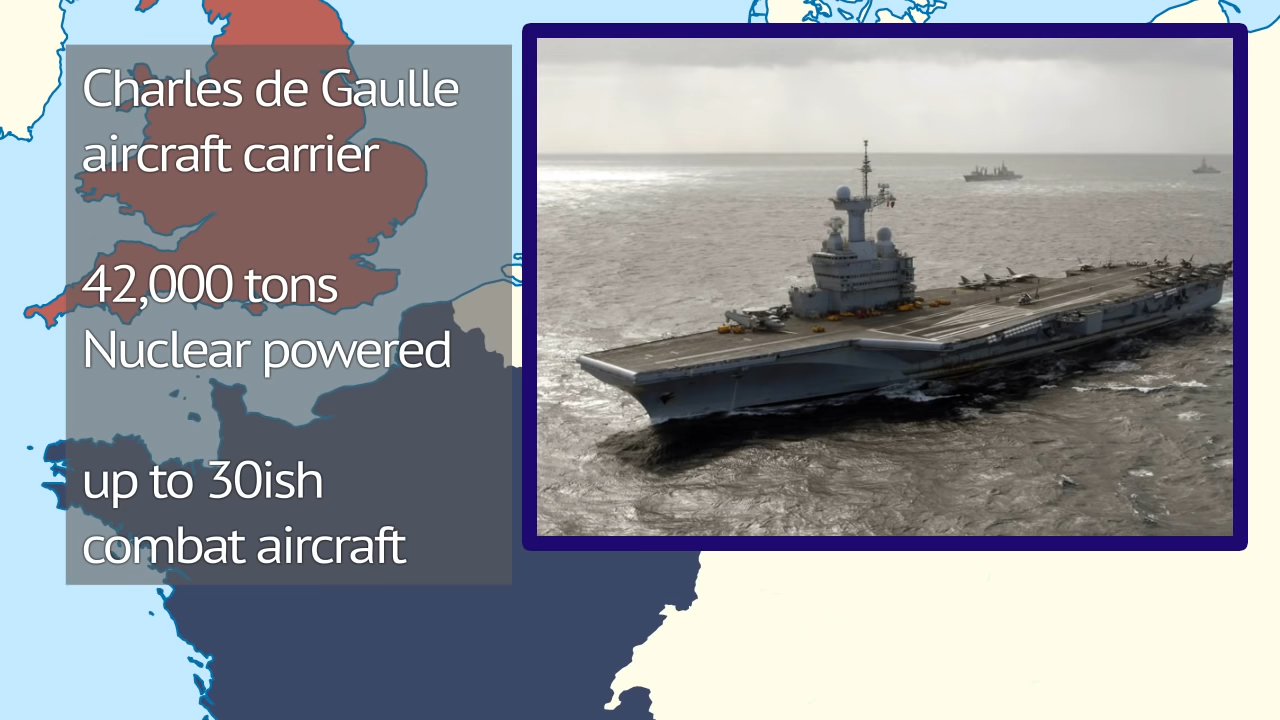 Charles de Gaulle
aircraft carrier
42,000 tons
Nuclear powered
up to 30ish
combat aircraft